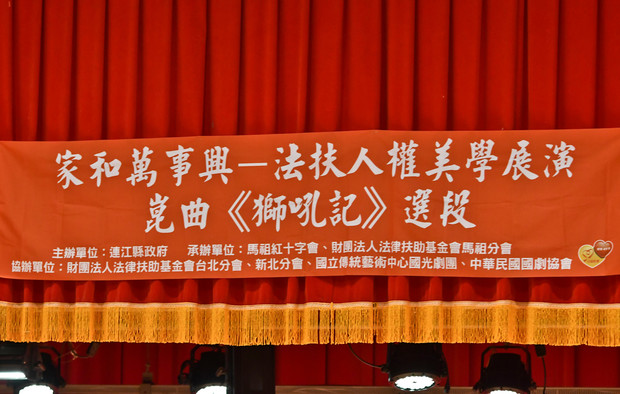 家和萬事興－法扶人權美學展演
崑曲《獅吼記》選段
主辦單位：連江縣政府 承辦單位：馬祖紅十字會、財團法人法律扶助基金會馬祖分會
協辦單位：財團法人法律扶助基金會台北分會、新北分會、國立傳統藝術中心國光劇團、中華民國國劇協會